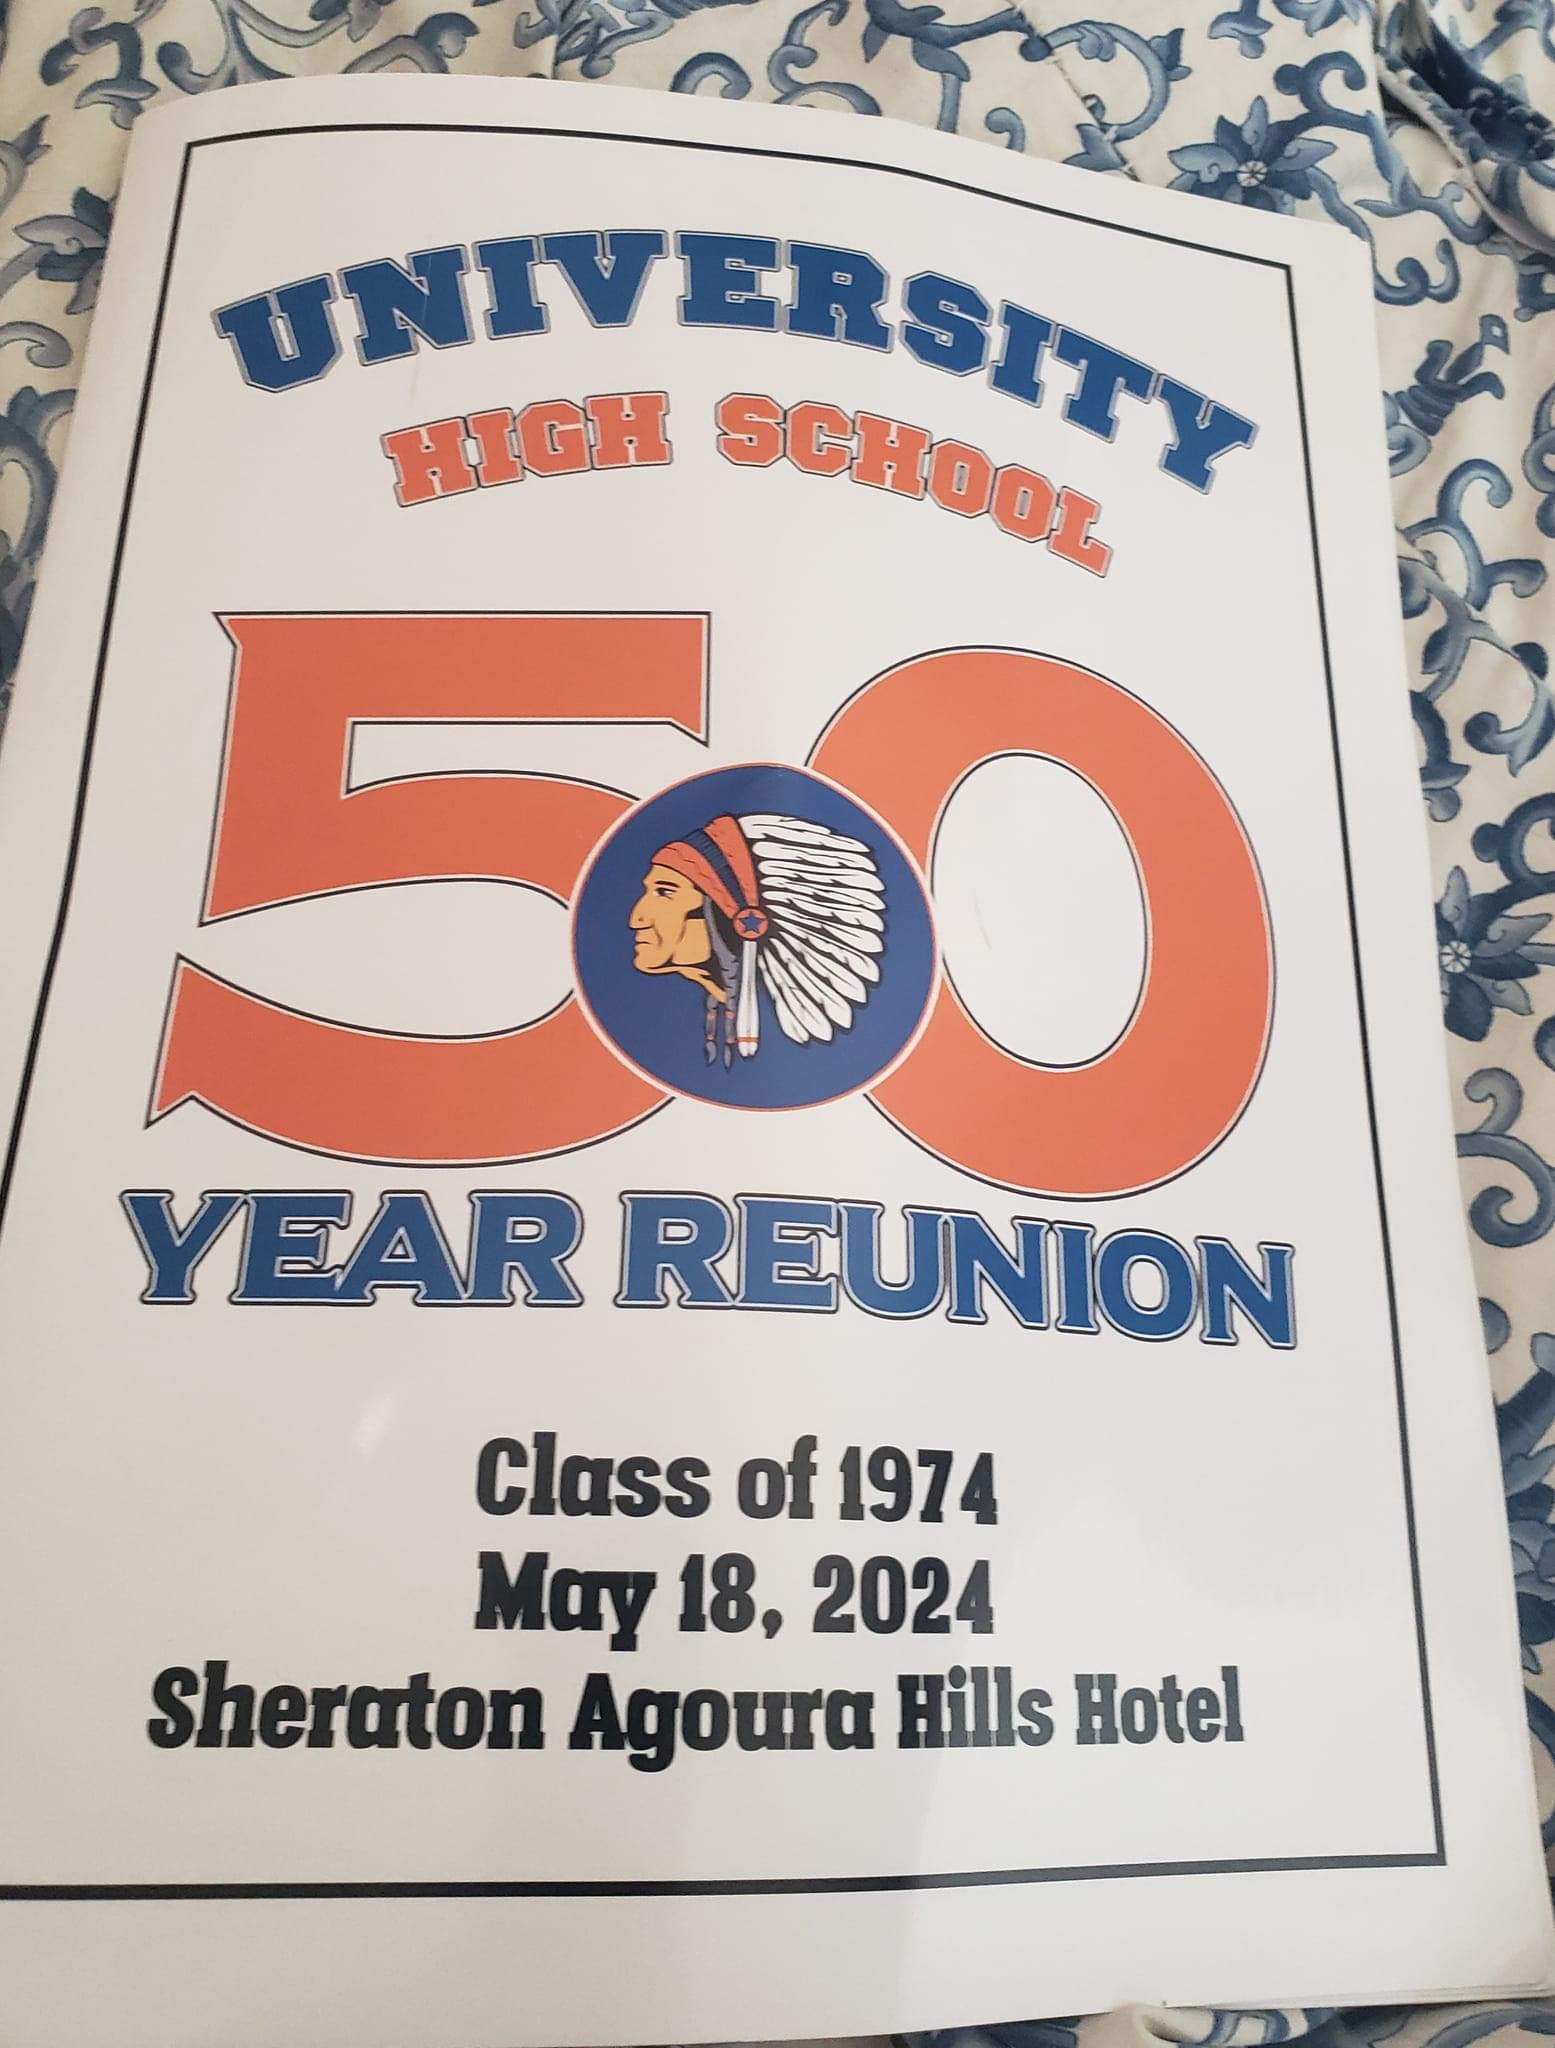 UNIVERSITY
HIGH SCHOOL
50
YEAR REUNION
Class of 1974
May 18, 2024
Sheraton Agoura Hills Hotel